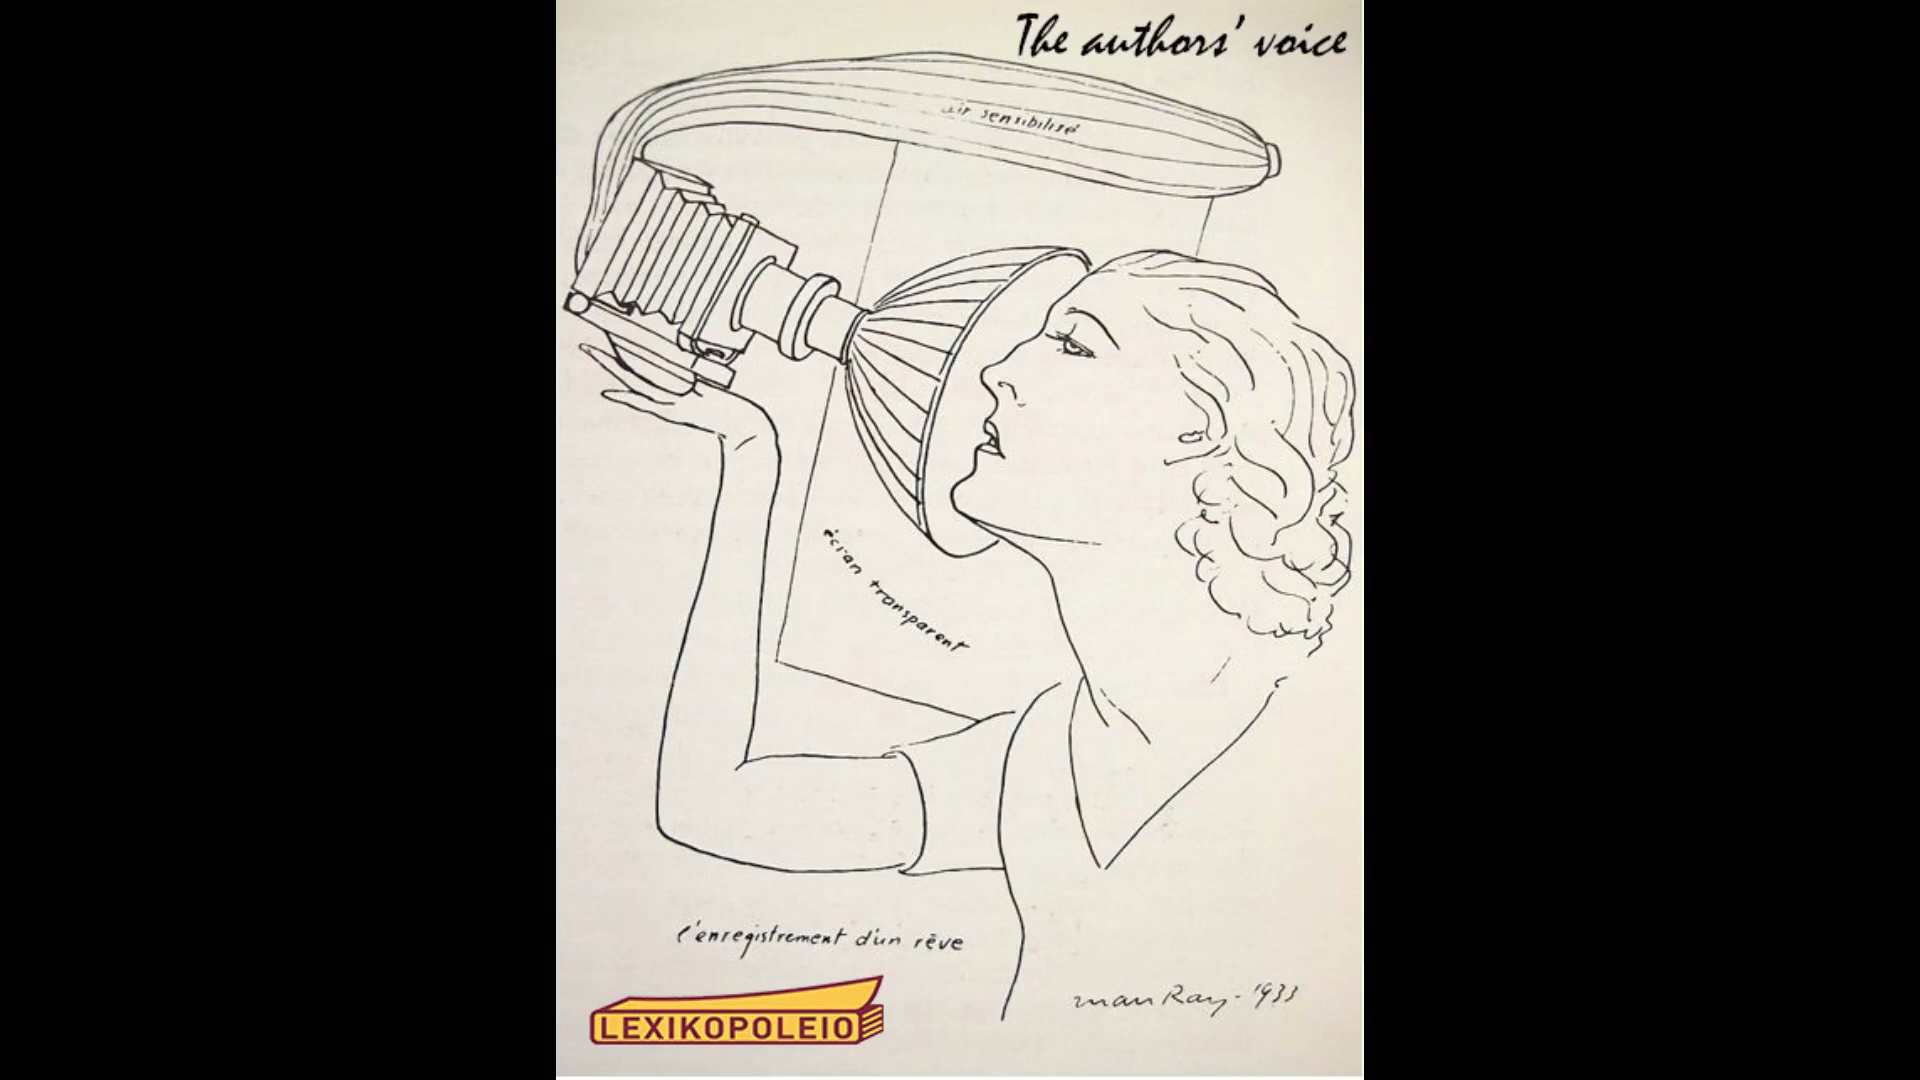 The authors' voice
air sensibilisé
écran transparent
l'enregistrement d'un rêve
man Ray - 1933
LEXIKOPOLEIO